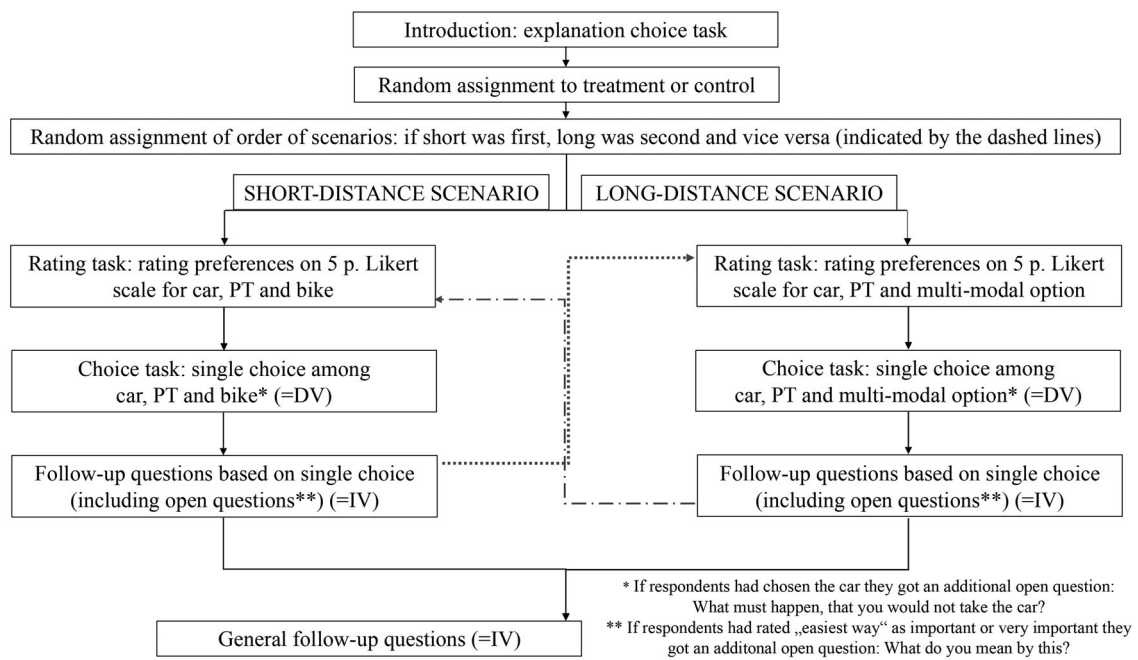 Introduction: explanation choice task
Random assignment to treatment or control
Random assignment of order of scenarios: if short was first, long was second and vice versa (indicated by the dashed lines)
SHORT-DISTANCE SCENARIO
LONG-DISTANCE SCENARIO
Rating task: rating preferences on 5 p. Likert
scale for car, PT and bike
Rating task: rating preferences on 5 p. Likert
scale for car, PT and multi-modal option
Choice task: single choice among
car, PT and bike* (=DV)
Choice task: single choice among
car, PT and multi-modal option* (=DV)
Follow-up questions based on single choice
(including open questions**) (=IV)
Follow-up questions based on single choice
(including open questions**) (=IV)
General follow-up questions (=IV)
* If respondents had chosen the car they got an additional open question:
What must happen, that you would not take the car?
** If respondents had rated „easiest way“ as important or very important they
got an additonal open question: What do you mean by this?